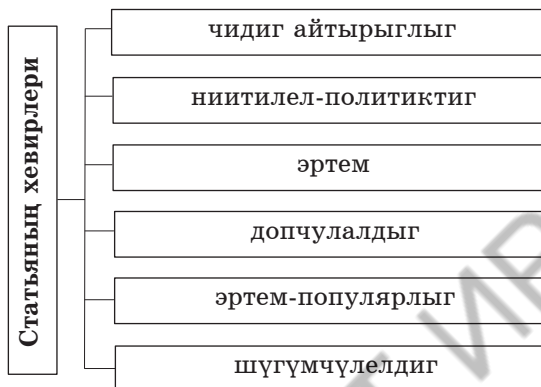 Статьяның хевирлери
чидиг айтырыглыг
ниитилел-политиктиг
эртем
допчулалдыг
эртем-популярлыг
шүгүмчүлелдиг